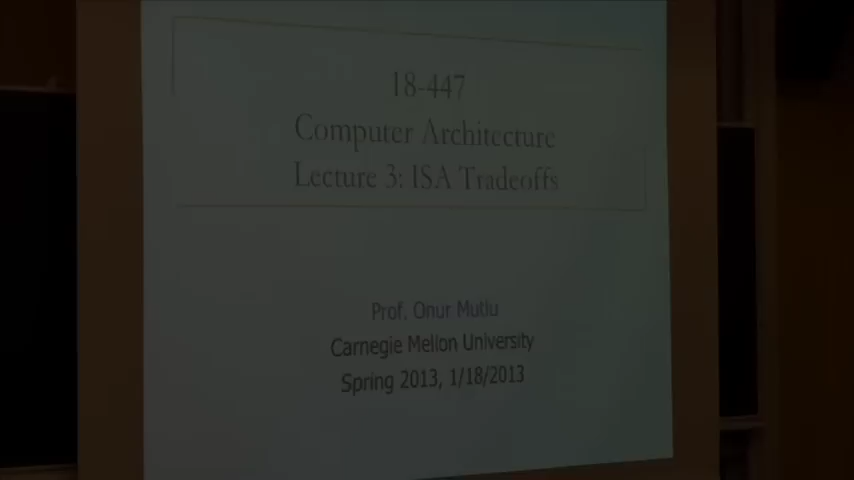 18-447
Computer Architecture
Lecture 3: ISA Tradeoffs
Prof. Onur Mutlu
Carnegie Mellon University
Spring 2013, 1/18/2013